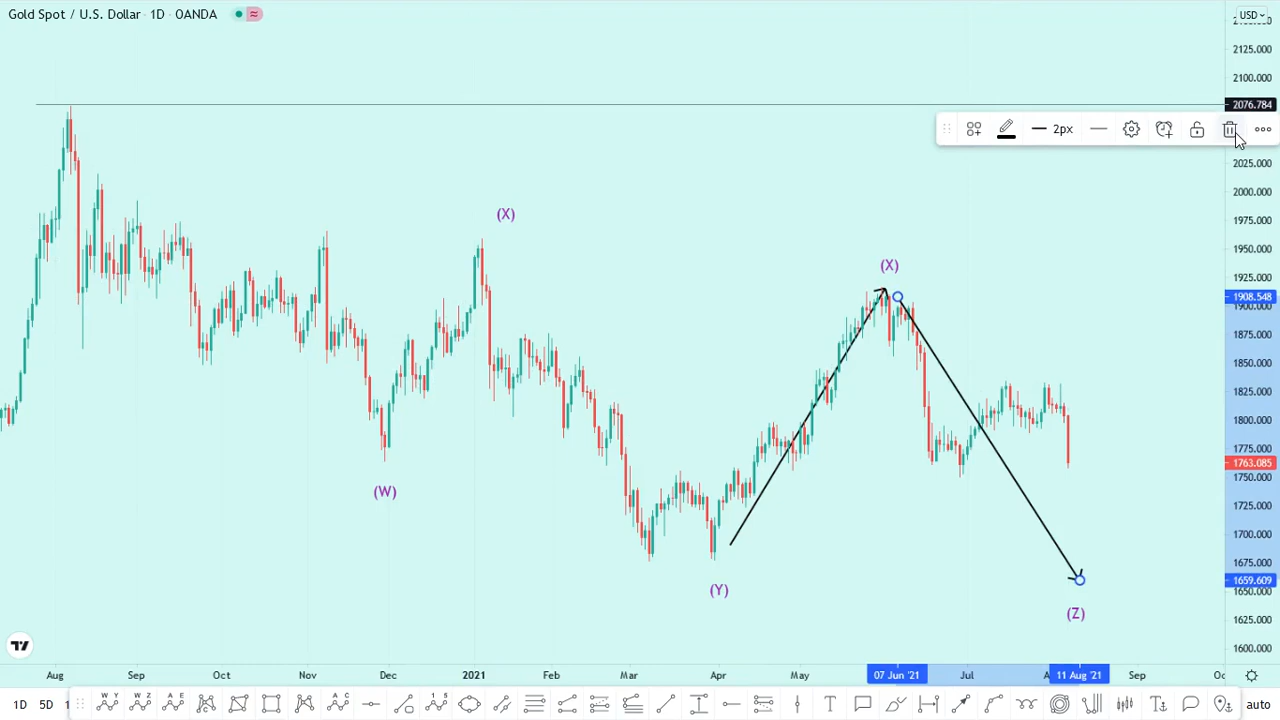 Gold Spot / U.S. Dollar · 1D · OANDA
USD
2125.000
2100.000
2076.784
2px
2025.000
2000.000
1975.000
1950.000
1925.000
1908.548
1900.000
1875.000
1850.000
1825.000
1800.000
1775.000
1763.085
1750.000
1700.000
1675.000
1659.609
1650.000
1625.000
1600.000
(X)
(X)
(W)
(Y)
(Z)
Aug
Sep
Oct
Nov
Dec
2021
Feb
Mar
Apr
May
07 Jun '21
Jul
11 Aug '21
Sep
1D
5D
W Y
W Z
A E
A C
1 5
auto